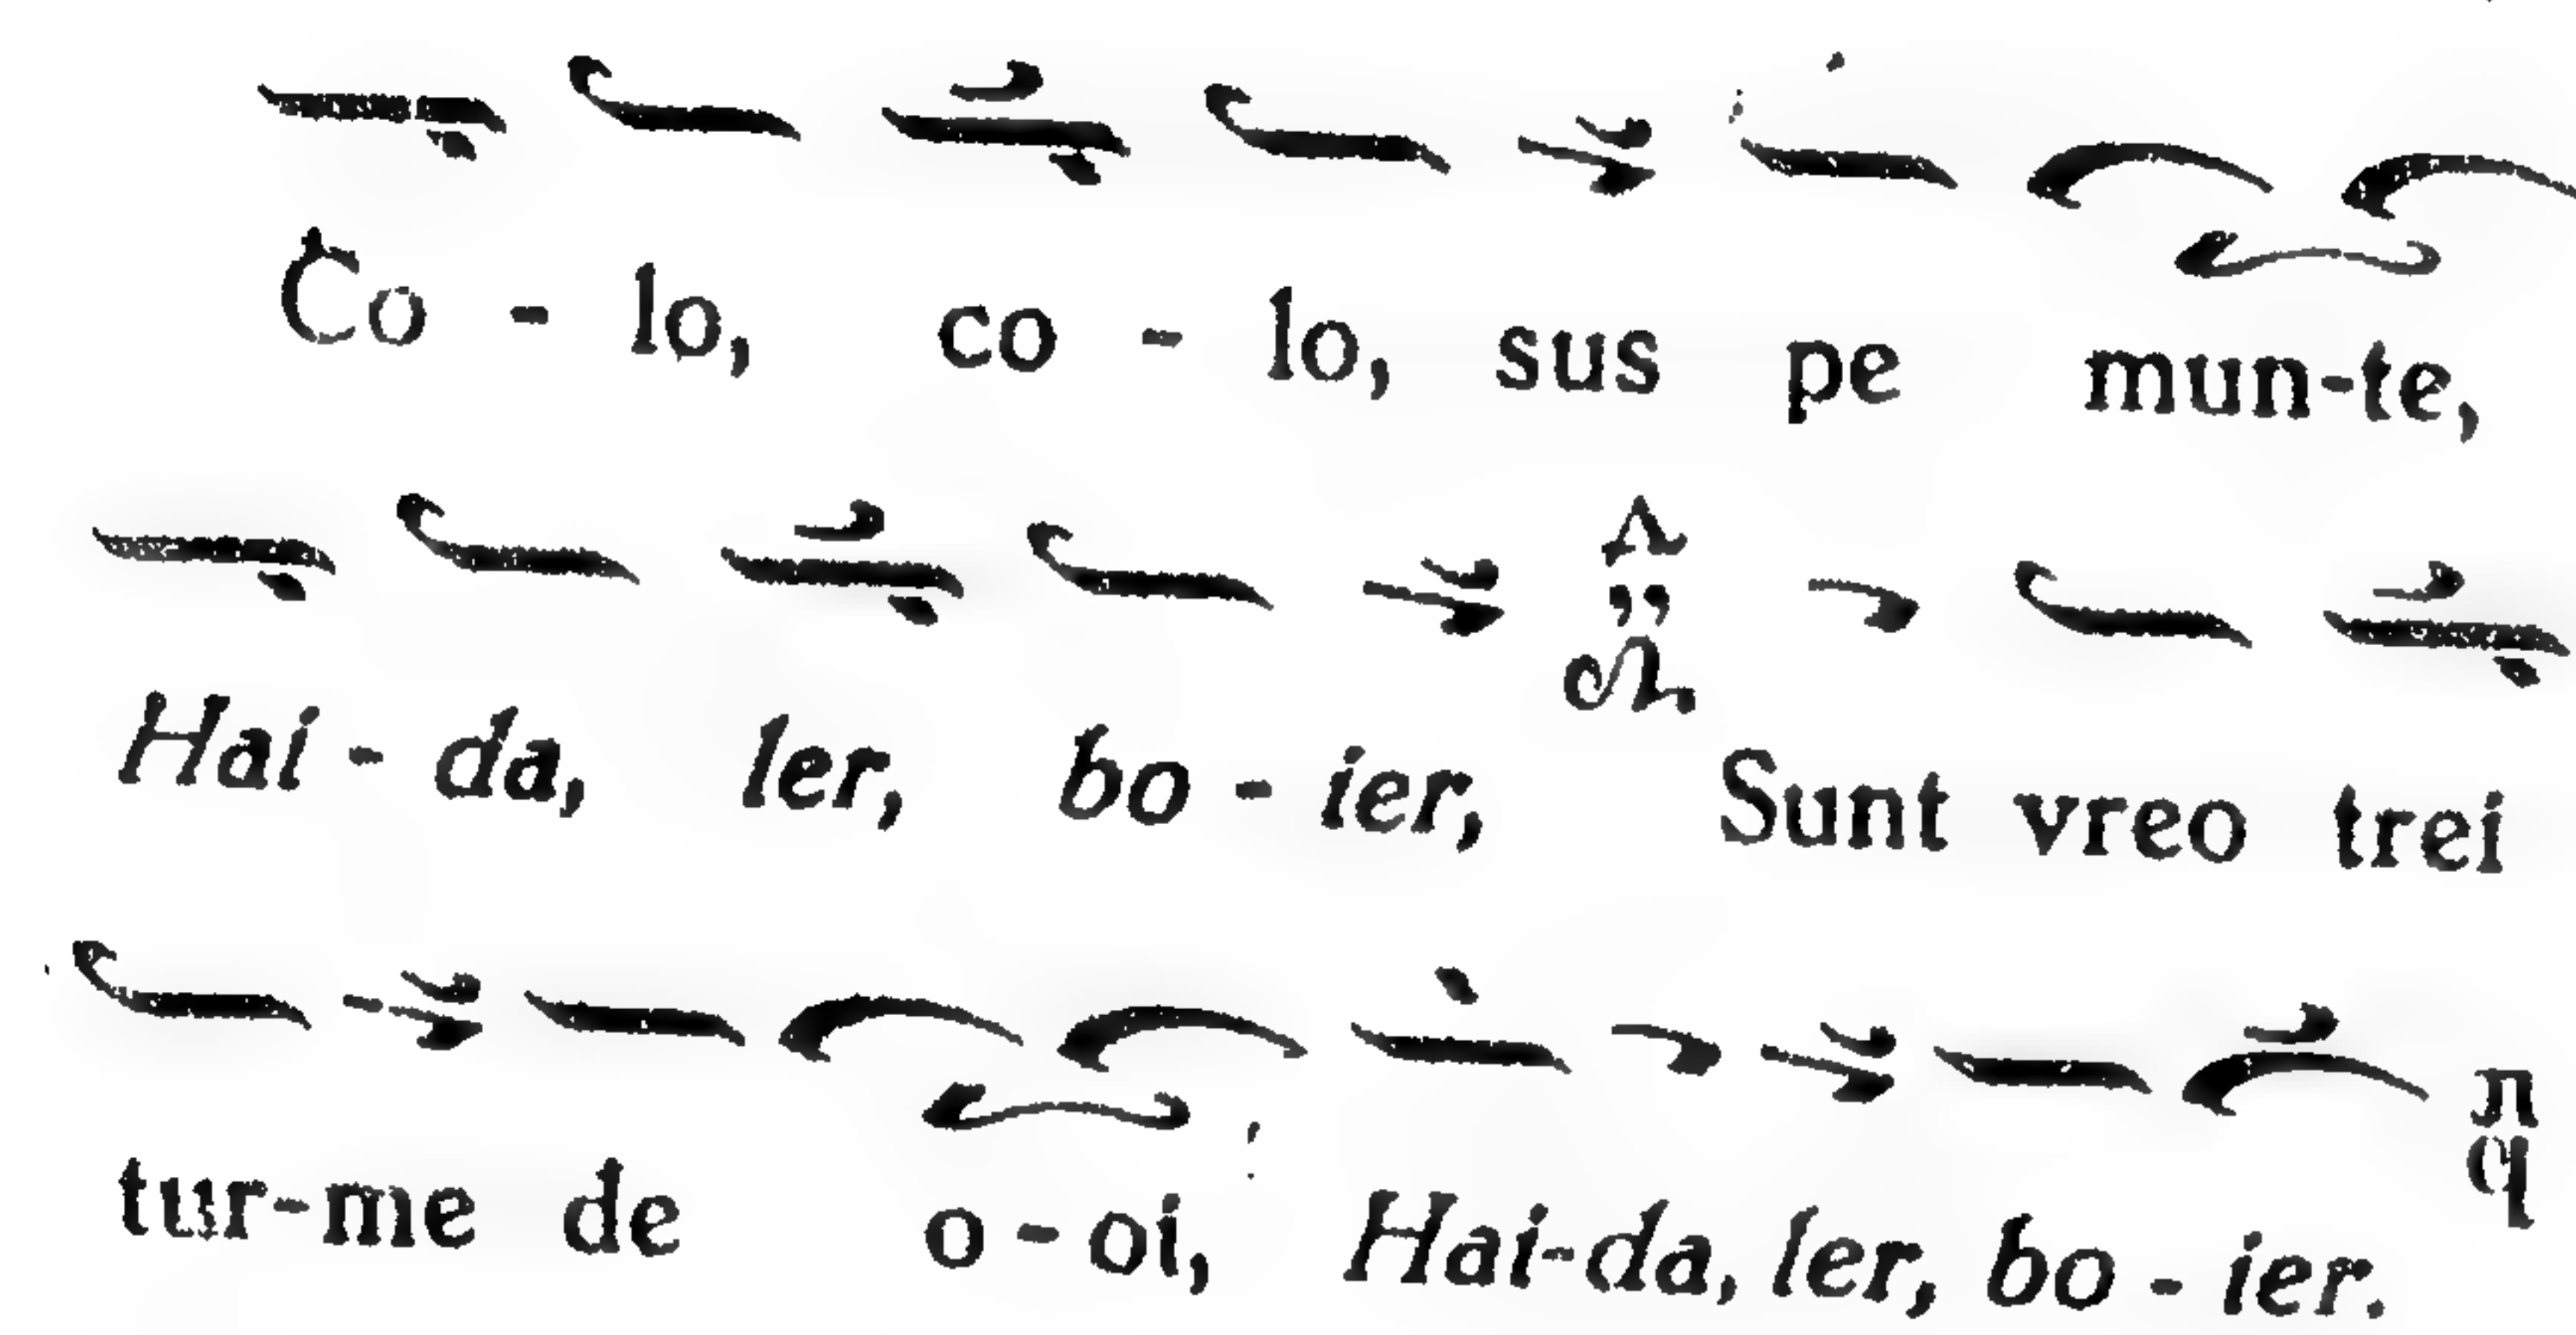 Co - lo, co - lo, sus pe mun-te,
Hai - da, ler, bo - ier, Sunt vreo trei
tur-me de o - oi, Hai-da, ler, bo - ier.